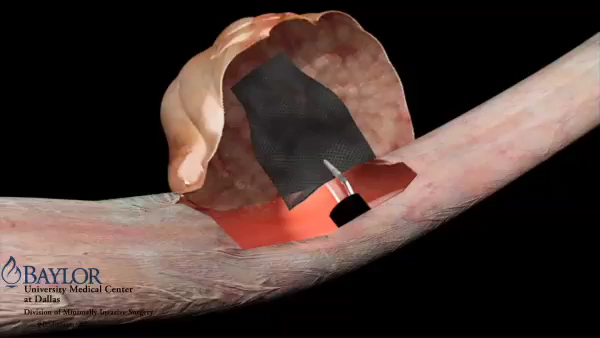 BAYLOR
University Medical Center
at Dallas
Division of Minimally Invasive Surgery